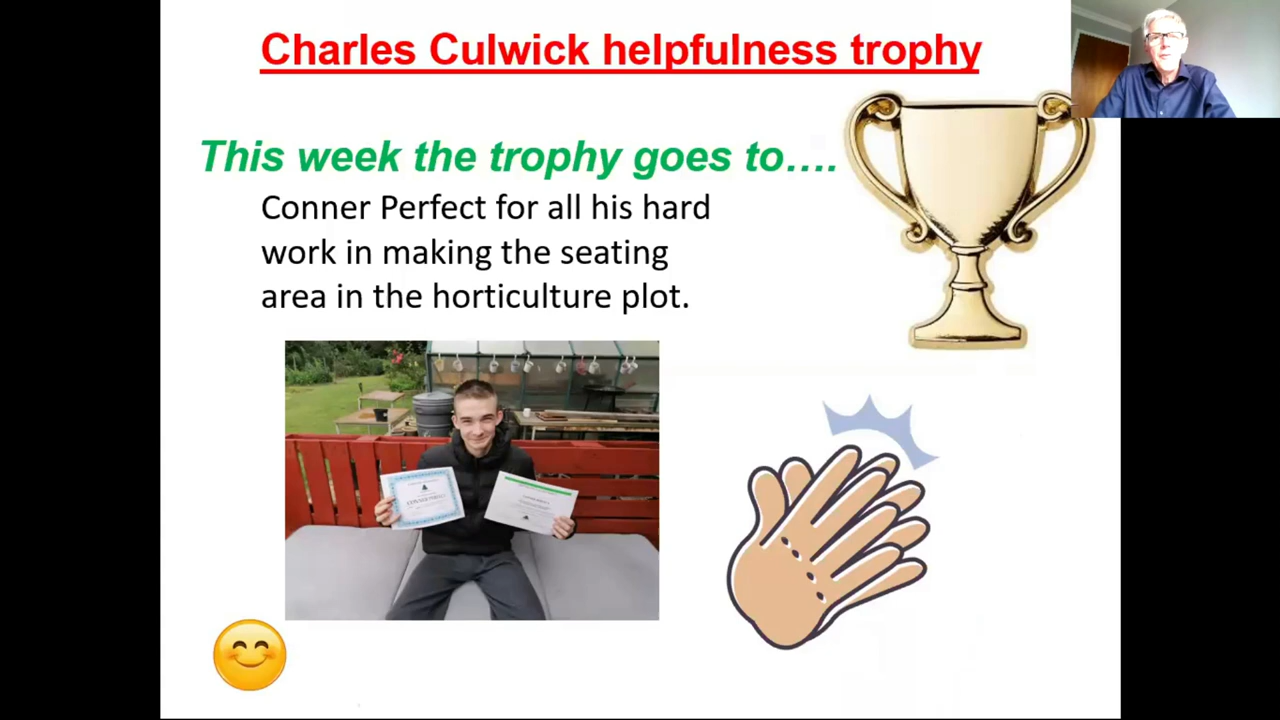 Charles Culwick helpfulness trophy
This week the trophy goes to....
Conner Perfect for all his hard
work in making the seating
area in the horticulture plot.